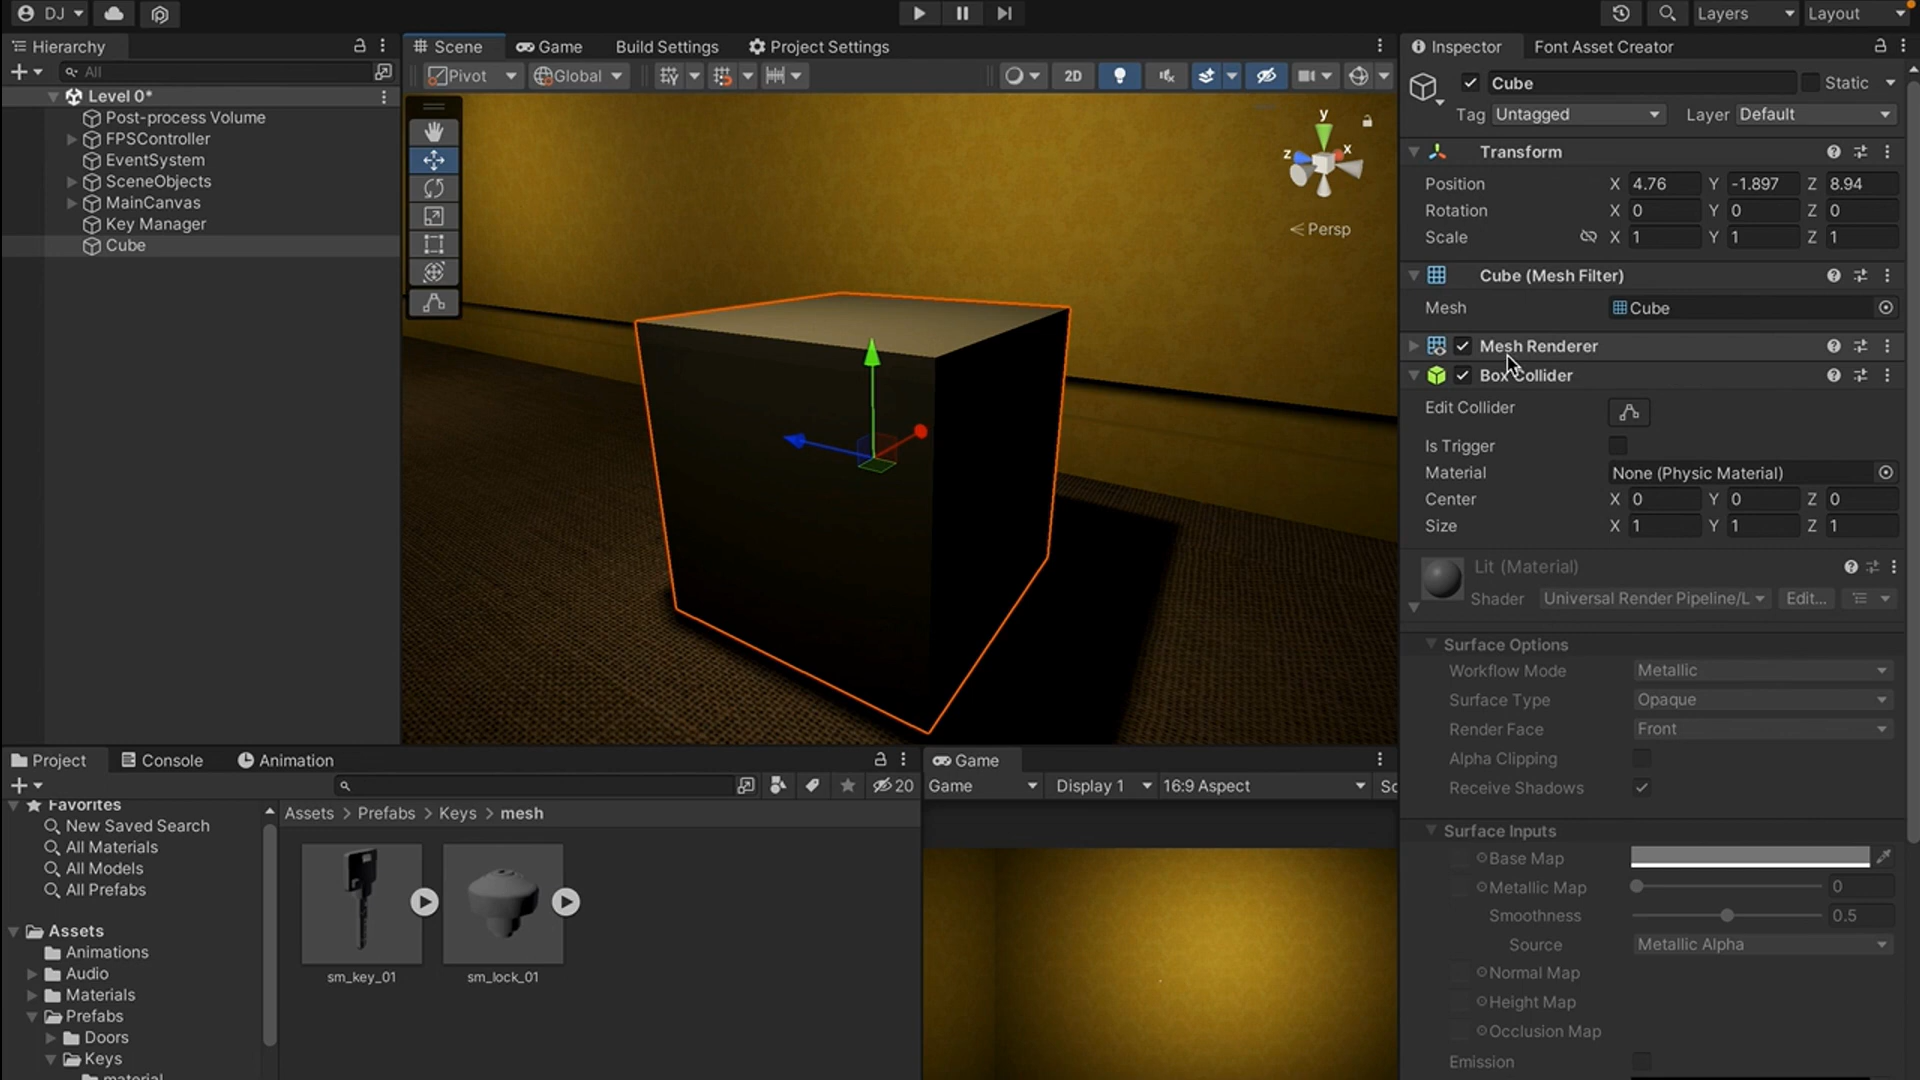 DJ
Layers
Layout
Hierarchy
All
Level 0*
Post-process Volume
FPSController
EventSystem
SceneObjects
MainCanvas
Key Manager
Cube
Scene
Game
Build Settings
Project Settings
Pivot
Global
2D
y
x
z
Persp
Inspector
Font Asset Creator
Cube
Static
Tag Untagged
Layer Default
Transform
Position X 4.76 Y -1.897 Z 8.94
Rotation X 0 Y 0 Z 0
Scale X 1 Y 1 Z 1
Cube (Mesh Filter)
Mesh Cube
Mesh Renderer
Box Collider
Edit Collider
Is Trigger
Material None (Physic Material)
Center X 0 Y 0 Z 0
Size X 1 Y 1 Z 1
Lit (Material)
Shader Universal Render Pipeline/L Edit...
Surface Options
Workflow Mode Metallic
Surface Type Opaque
Render Face Front
Alpha Clipping
Receive Shadows
Surface Inputs
Base Map
Metallic Map 0
Smoothness 0.5
Source Metallic Alpha
Normal Map
Height Map
Occlusion Map
Emission
Project
Console
Animation
20
Favorites
New Saved Search
All Materials
All Models
All Prefabs
Assets
Animations
Audio
Materials
Prefabs
Doors
Keys
material
Assets > Prefabs > Keys > mesh
sm_key_01
sm_lock_01
Game
Game
Display 1
16:9 Aspect
Sc